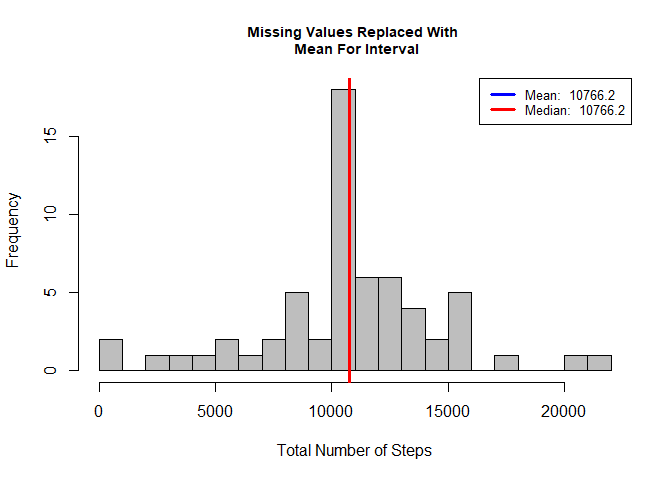 Missing Values Replaced With
Mean For Interval
Mean:  10766.2
Median:  10766.2
Frequency
0
5
10
15
0
5000
10000
15000
20000
Total Number of Steps